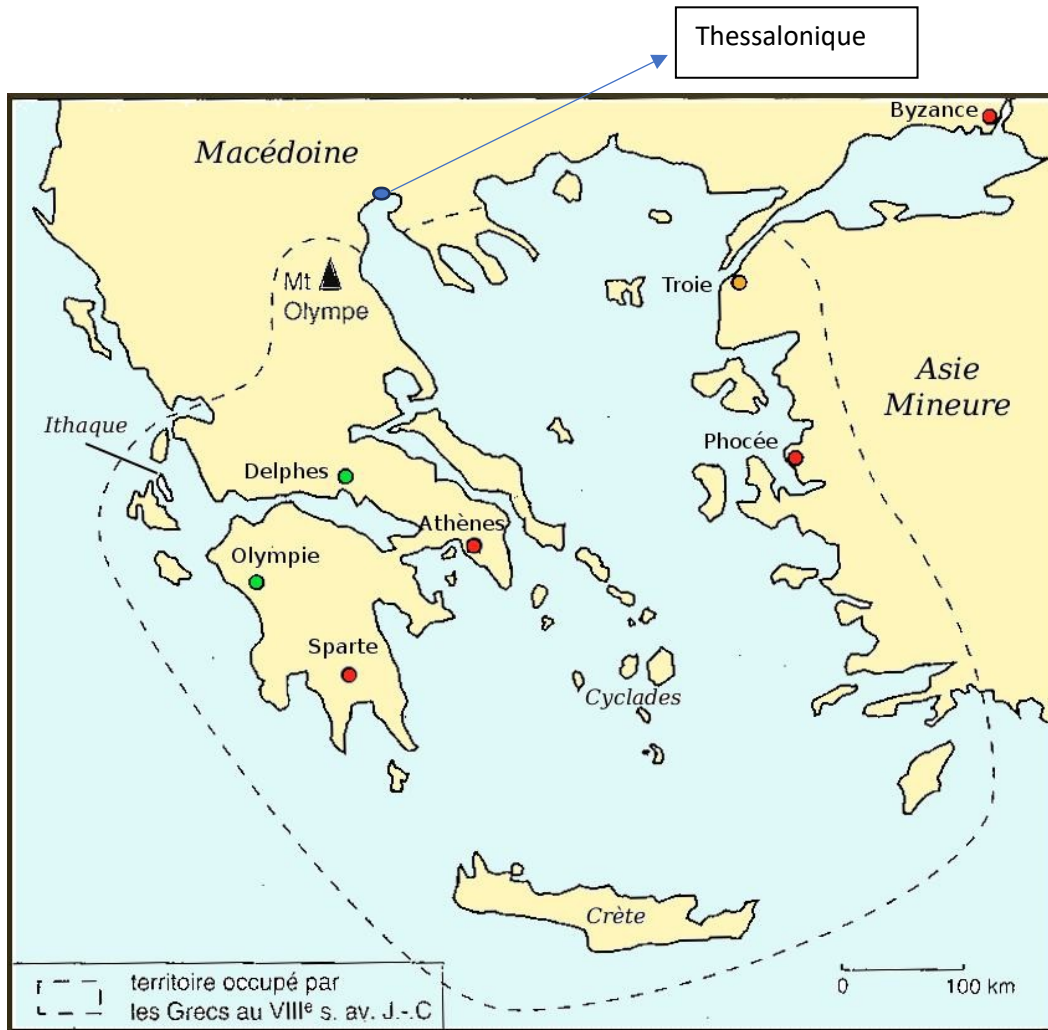 Thessalonique
Byzance
Macédoine
Mt
Olympe
Troie
Asie
Mineure
Ithaque
Phocée
Delphes
Athènes
Olympie
Sparte
Cyclades
Crète
territoire occupé par
les Grecs au VIIIe s. av. J.-.C
0 100 km